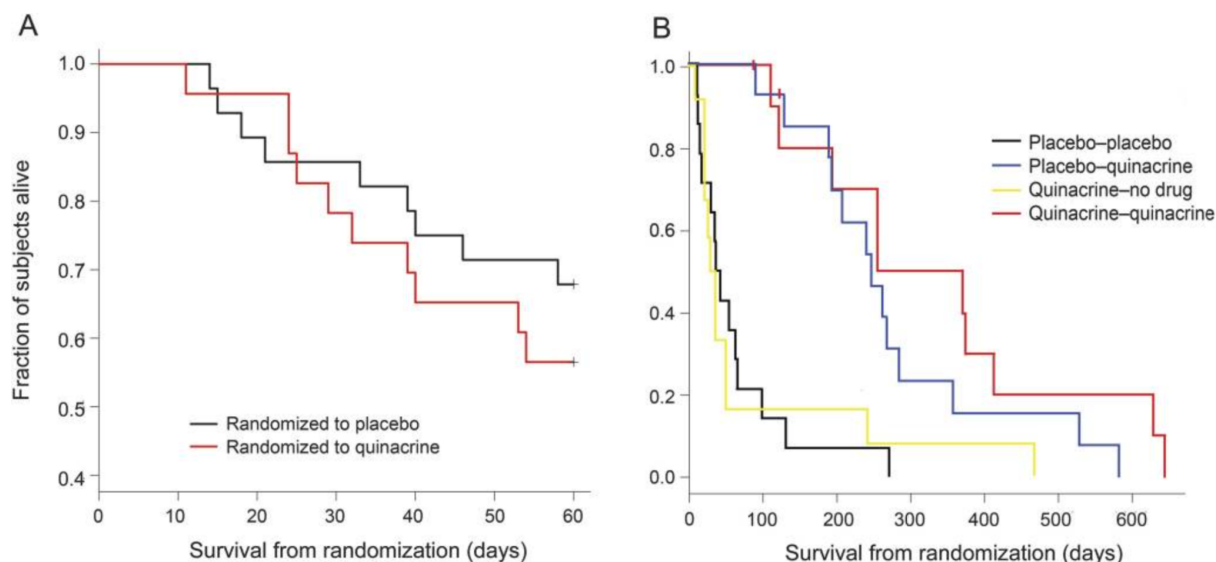 A
1.0
0.9
0.8
0.7
0.6
0.5
0.4
Fraction of subjects alive
Randomized to placebo
Randomized to quinacrine
0 10 20 30 40 50 60
Survival from randomization (days)
B
1.0
0.8
0.6
0.4
0.2
0.0
Placebo–placebo
Placebo–quinacrine
Quinacrine–no drug
Quinacrine–quinacrine
0 100 200 300 400 500 600
Survival from randomization (days)